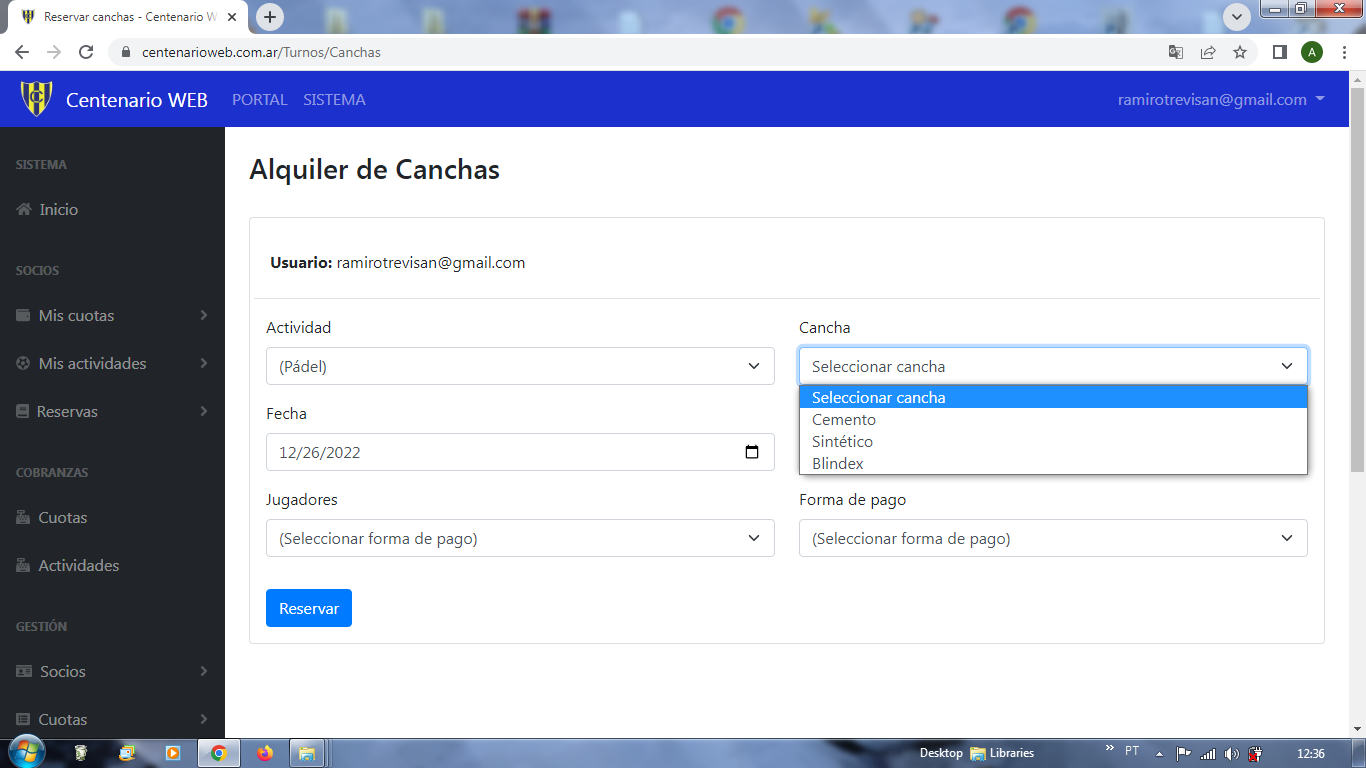 Reservar canchas - Centenario W
centenarioweb.com.ar/Turnos/Canchas
A
Centenario WEB
PORTAL
SISTEMA
ramirotrevisan@gmail.com
SISTEMA
Inicio
SOCIOS
Mis cuotas
Mis actividades
Reservas
COBRANZAS
Cuotas
Actividades
GESTIÓN
Socios
Cuotas
Alquiler de Canchas
Usuario: ramirotrevisan@gmail.com
Actividad
(Pádel)
Cancha
Seleccionar cancha
Seleccionar cancha
Cemento
Sintético
Blindex
Fecha
12/26/2022
Jugadores
(Seleccionar forma de pago)
Forma de pago
(Seleccionar forma de pago)
Reservar
Desktop
Libraries
PT
12:36